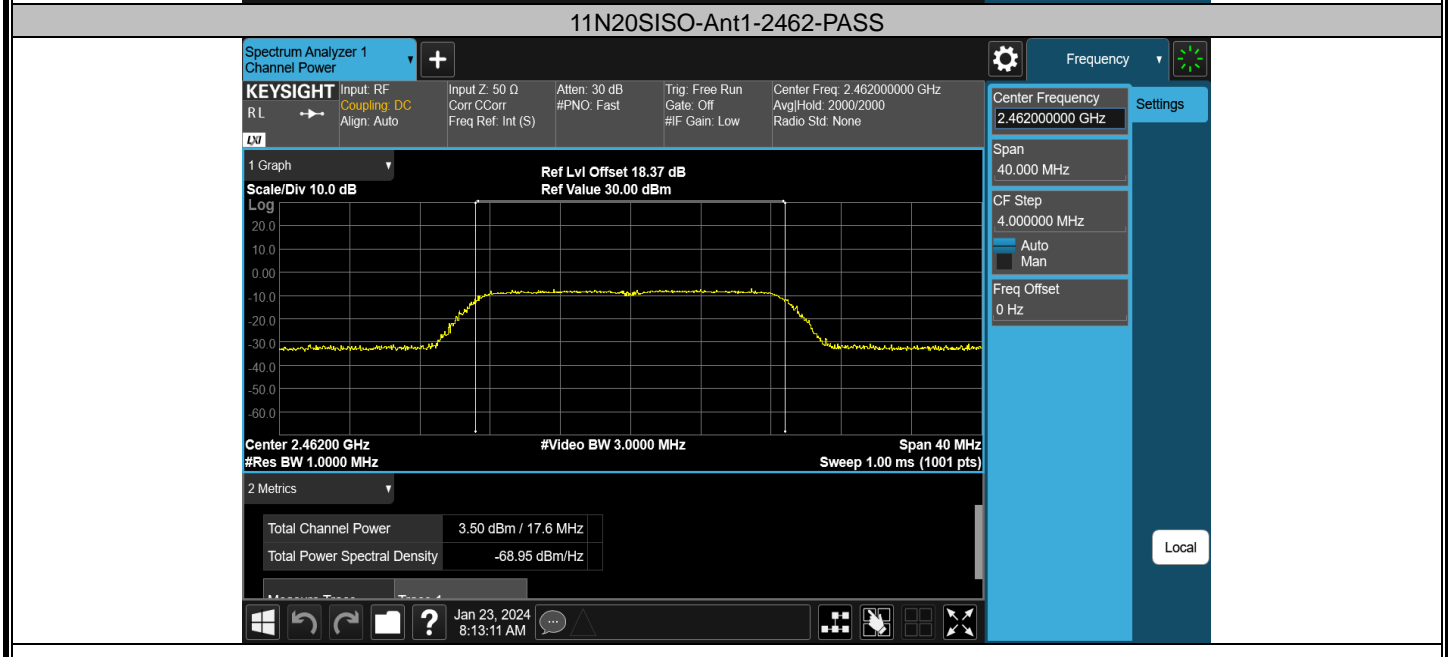 11N20SISO-Ant1-2462-PASS
Spectrum Analyzer 1
Channel Power
+
Frequency
KEYSIGHT
R L
LXI
Input: RF
Coupling: DC
Align: Auto
Input Z: 50 Ω
Corr CCorr
Freq Ref: Int (S)
Atten: 30 dB
#PNO: Fast
Trig: Free Run
Gate: Off
#IF Gain: Low
Center Freq: 2.462000000 GHz
Avg|Hold: 2000/2000
Radio Std: None
Center Frequency
2.462000000 GHz
Settings
Span
40.000 MHz
CF Step
4.000000 MHz
Auto
Man
Freq Offset
0 Hz
1 Graph
Scale/Div 10.0 dB
Ref Lvl Offset 18.37 dB
Ref Value 30.00 dBm
Log
20.0
10.0
0.00
-10.0
-20.0
-30.0
-40.0
-50.0
-60.0
Center 2.46200 GHz
#Video BW 3.0000 MHz
Span 40 MHz
#Res BW 1.0000 MHz
Sweep 1.00 ms (1001 pts)
2 Metrics
Total Channel Power 3.50 dBm / 17.6 MHz
Total Power Spectral Density -68.95 dBm/Hz
Measure Trace Trace 1
Local
?
Jan 23, 2024
8:13:11 AM